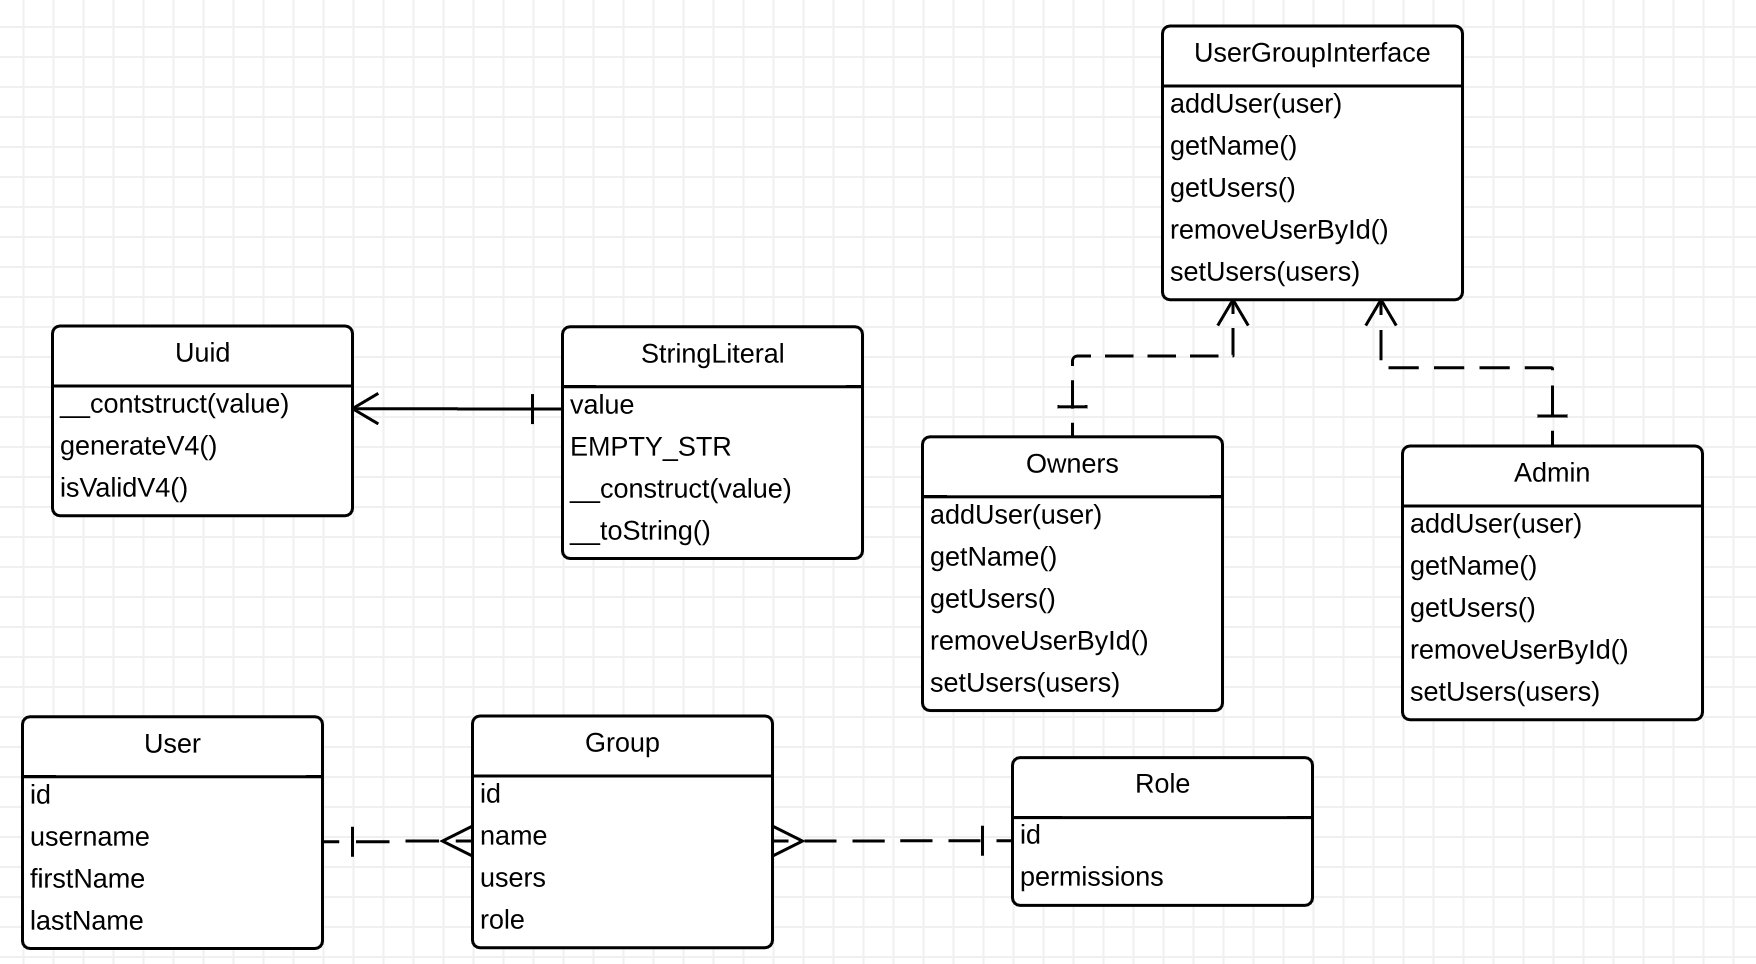 UserGroupInterface
addUser(user)
getName()
getUsers()
removeUserById()
setUsers(users)
Uuid
__contstruct(value)
generateV4()
isValidV4()
StringLiteral
value
EMPTY_STR
__construct(value)
__toString()
Owners
addUser(user)
getName()
getUsers()
removeUserById()
setUsers(users)
Admin
addUser(user)
getName()
getUsers()
removeUserById()
setUsers(users)
User
id
username
firstName
lastName
Group
id
name
users
role
Role
id
permissions